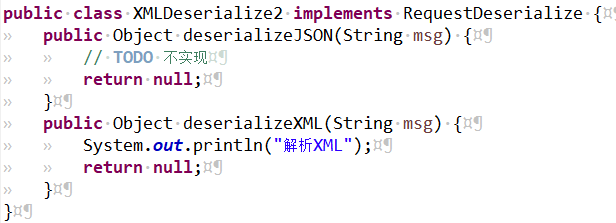 public class XMLDeserialize2 implements RequestDeserialize {
    public Object deserializeJSON(String msg) {
        // TODO 不实现
        return null;
    }
    public Object deserializeXML(String msg) {
        System.out.println("解析XML");
        return null;
    }
}